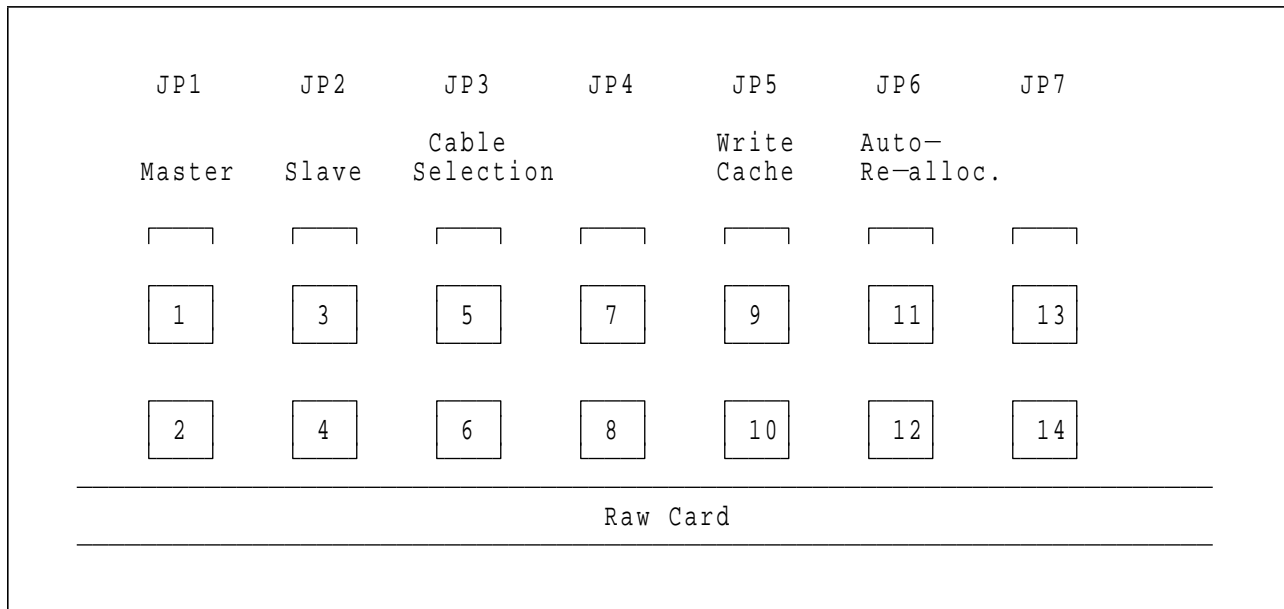 JP1 JP2 JP3 JP4 JP5 JP6 JP7
Cable Write Auto—
Master Slave Selection Cache Re—alloc.
1 3 5 7 9 11 13
2 4 6 8 10 12 14
Raw Card